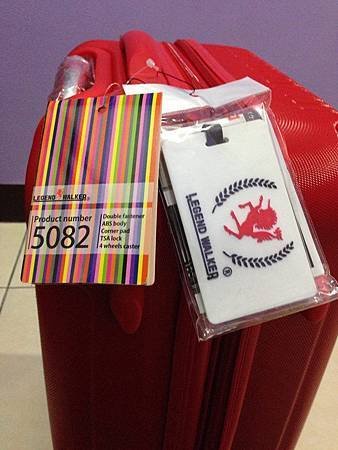 LEGEND WALKER®
Product number
5082
Double fastener
ABS body
Corner pad
TSA lock
4 wheels caster
LEGEND WALKER®